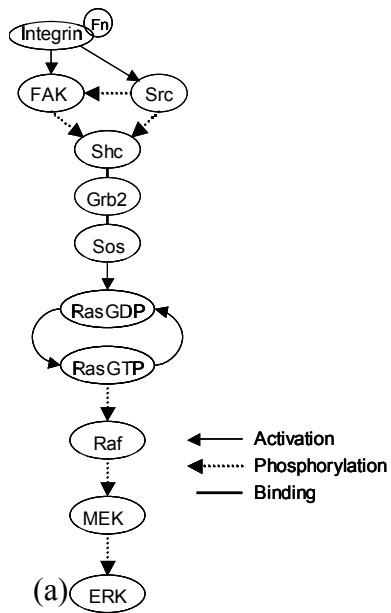 Integrin Fn
FAK Src
Shc
Grb2
Sos
RasGDP
RasGTP
Raf
MEK
ERK
Activation
Phosphorylation
Binding
(a)